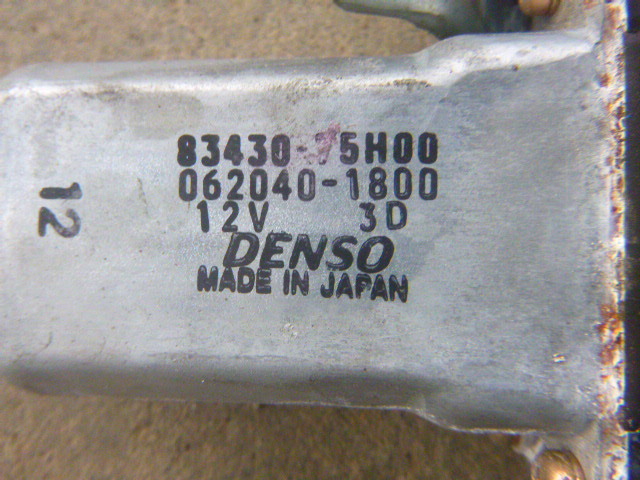 83430-75H00
062040-1800
12V 3D
DENSO
MADE IN JAPAN
12